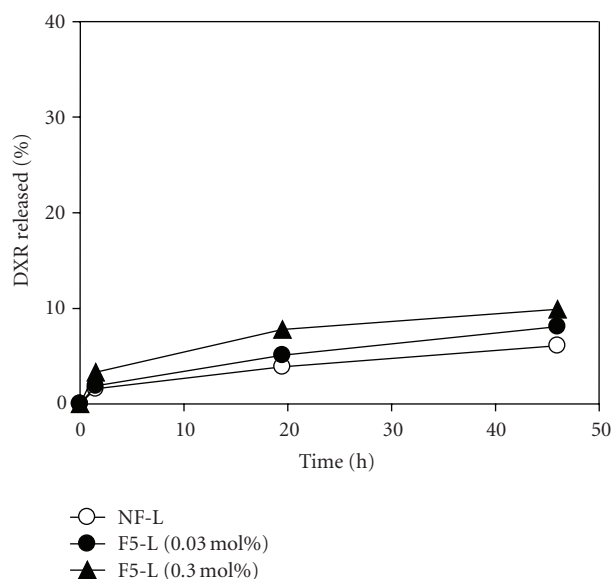 40
30
20
10
0
DXR released (%)
0 10 20 30 40 50
Time (h)
NF-L
F5-L (0.03 mol%)
F5-L (0.3 mol%)